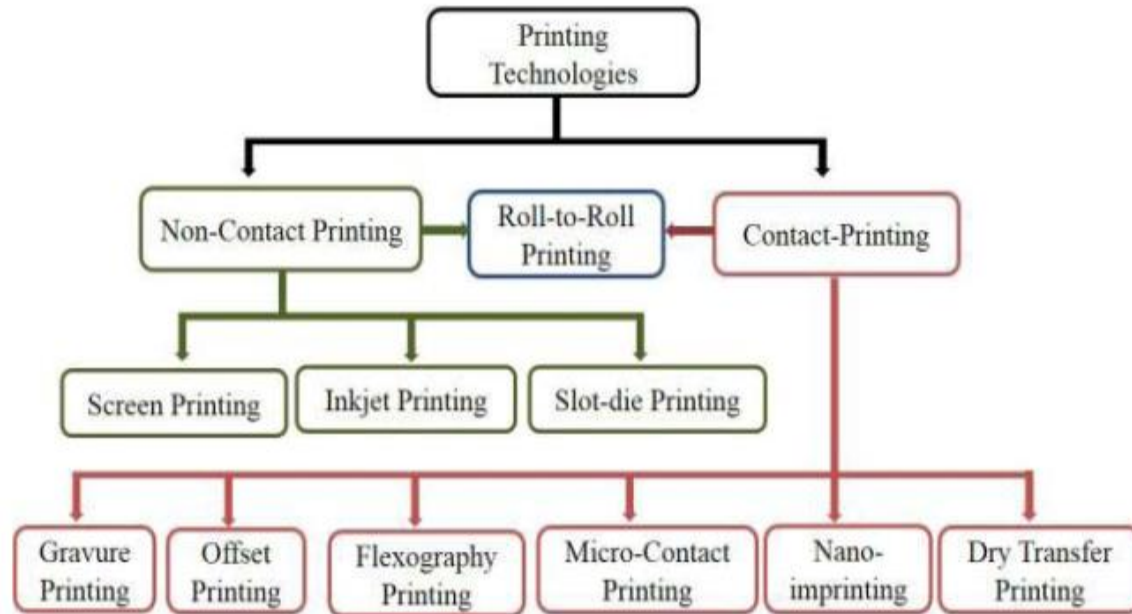 Printing
Technologies
Non-Contact Printing
Roll-to-Roll
Printing
Contact-Printing
Screen Printing
Inkjet Printing
Slot-die Printing
Gravure
Printing
Offset
Printing
Flexography
Printing
Micro-Contact
Printing
Nano-
imprinting
Dry Transfer
Printing